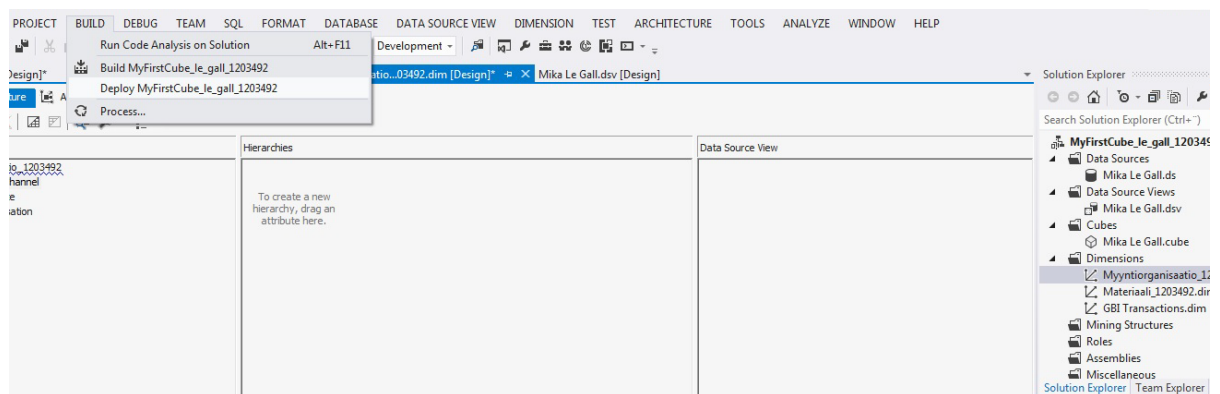 PROJECT BUILD DEBUG TEAM SQL FORMAT DATABASE DATA SOURCE VIEW DIMENSION TEST ARCHITECTURE TOOLS ANALYZE WINDOW HELP
Run Code Analysis on Solution Alt+F11
Development
Build MyFirstCube_le_gall_1203492
Deploy MyFirstCube_le_gall_1203492
Process...
Design]*
atio...03492.dim [Design]*
Mika Le Gall.dsv [Design]
Hierarchies
Data Source View
io_1203492
hannel
ation
To create a new
hierarchy, drag an
attribute here.
Solution Explorer
Search Solution Explorer (Ctrl+¨)
MyFirstCube_le_gall_120349
Data Sources
Mika Le Gall.ds
Data Source Views
Mika Le Gall.dsv
Cubes
Mika Le Gall.cube
Dimensions
Myyntiorganisaatio_12
Materiaali_1203492.dir
GBI Transactions.dim
Mining Structures
Roles
Assemblies
Miscellaneous
Solution Explorer Team Explorer